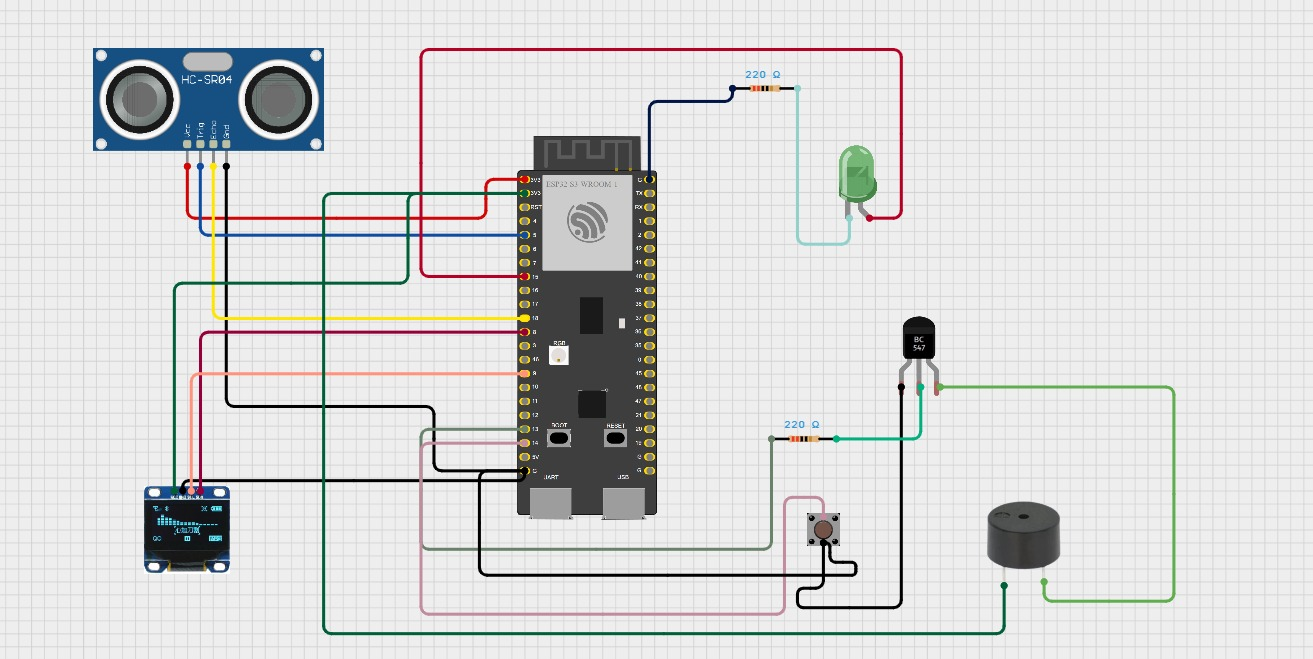 HC-SR04
Vcc
Trig
Echo
Gnd
220 Ω
ESP32-S3-WROOM-1
3V3
3V3
RST
4
5
6
7
15
16
17
18
8
3
46
9
10
11
12
13
14
5V
G
G
TX
RX
1
2
42
41
40
39
38
37
36
35
0
45
48
47
21
20
19
G
G
RGB
BOOT
RESET
UART
USB
BC
547
220 Ω